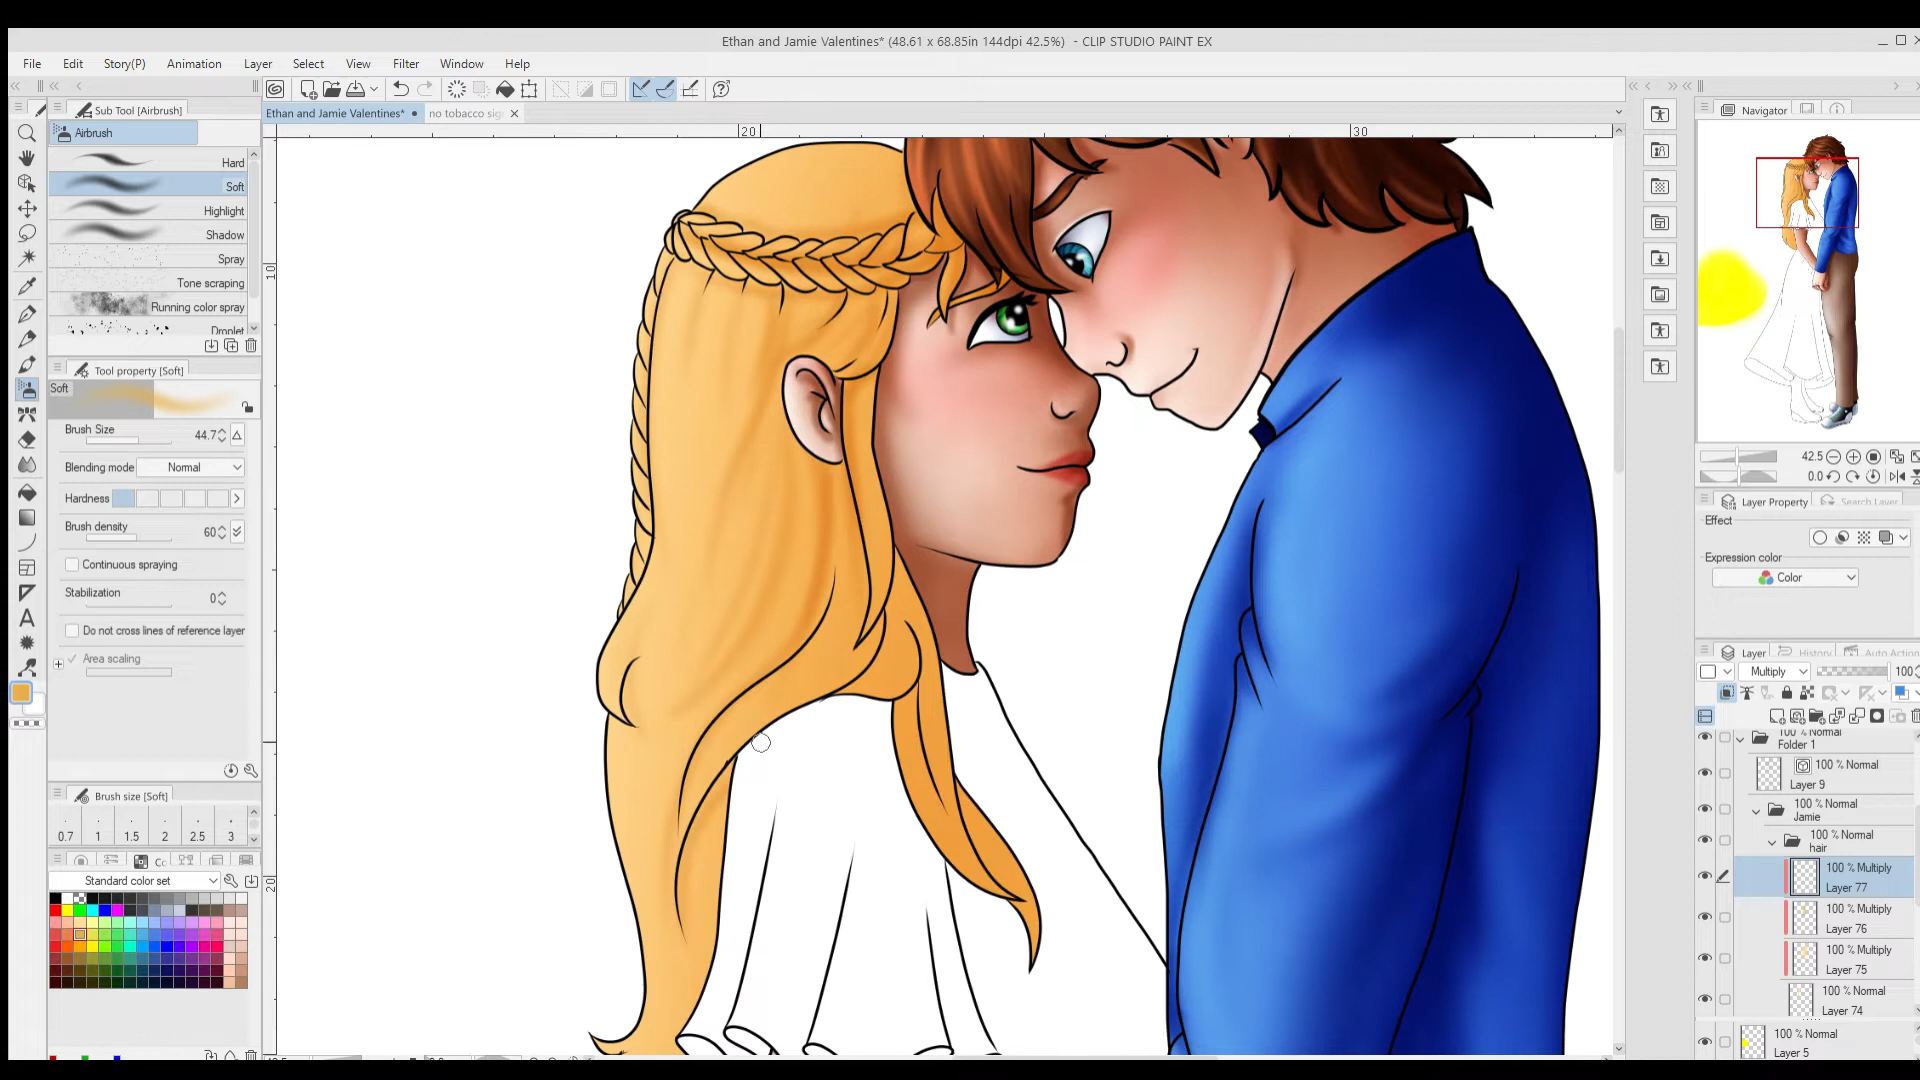 Ethan and Jamie Valentines* (48.61 x 68.85in 144dpi 42.5%) - CLIP STUDIO PAINT EX
File Edit Story(P) Animation Layer Select View Filter Window Help
Sub Tool [Airbrush]
Airbrush
Hard
Soft
Highlight
Shadow
Spray
Tone scraping
Running color spray
Droplet
Tool property [Soft]
Soft
Brush Size 44.7
Blending mode Normal
Hardness
Brush density 60
Continuous spraying
Stabilization 0
Do not cross lines of reference layer
Area scaling
Brush size [Soft]
0.7 1 1.5 2 2.5 3
Standard color set
Ethan and Jamie Valentines*
no tobacco sig
20 30
10
20
Navigator
42.5
0.0
Layer Property Search Layer
Effect
Expression color
Color
Layer History Auto Action
Multiply 100
100 % Normal
Folder 1
100 % Normal
Layer 9
100 % Normal
Jamie
100 % Normal
hair
100 % Multiply
Layer 77
100 % Multiply
Layer 76
100 % Multiply
Layer 75
100 % Normal
Layer 74
100 % Normal
Layer 5